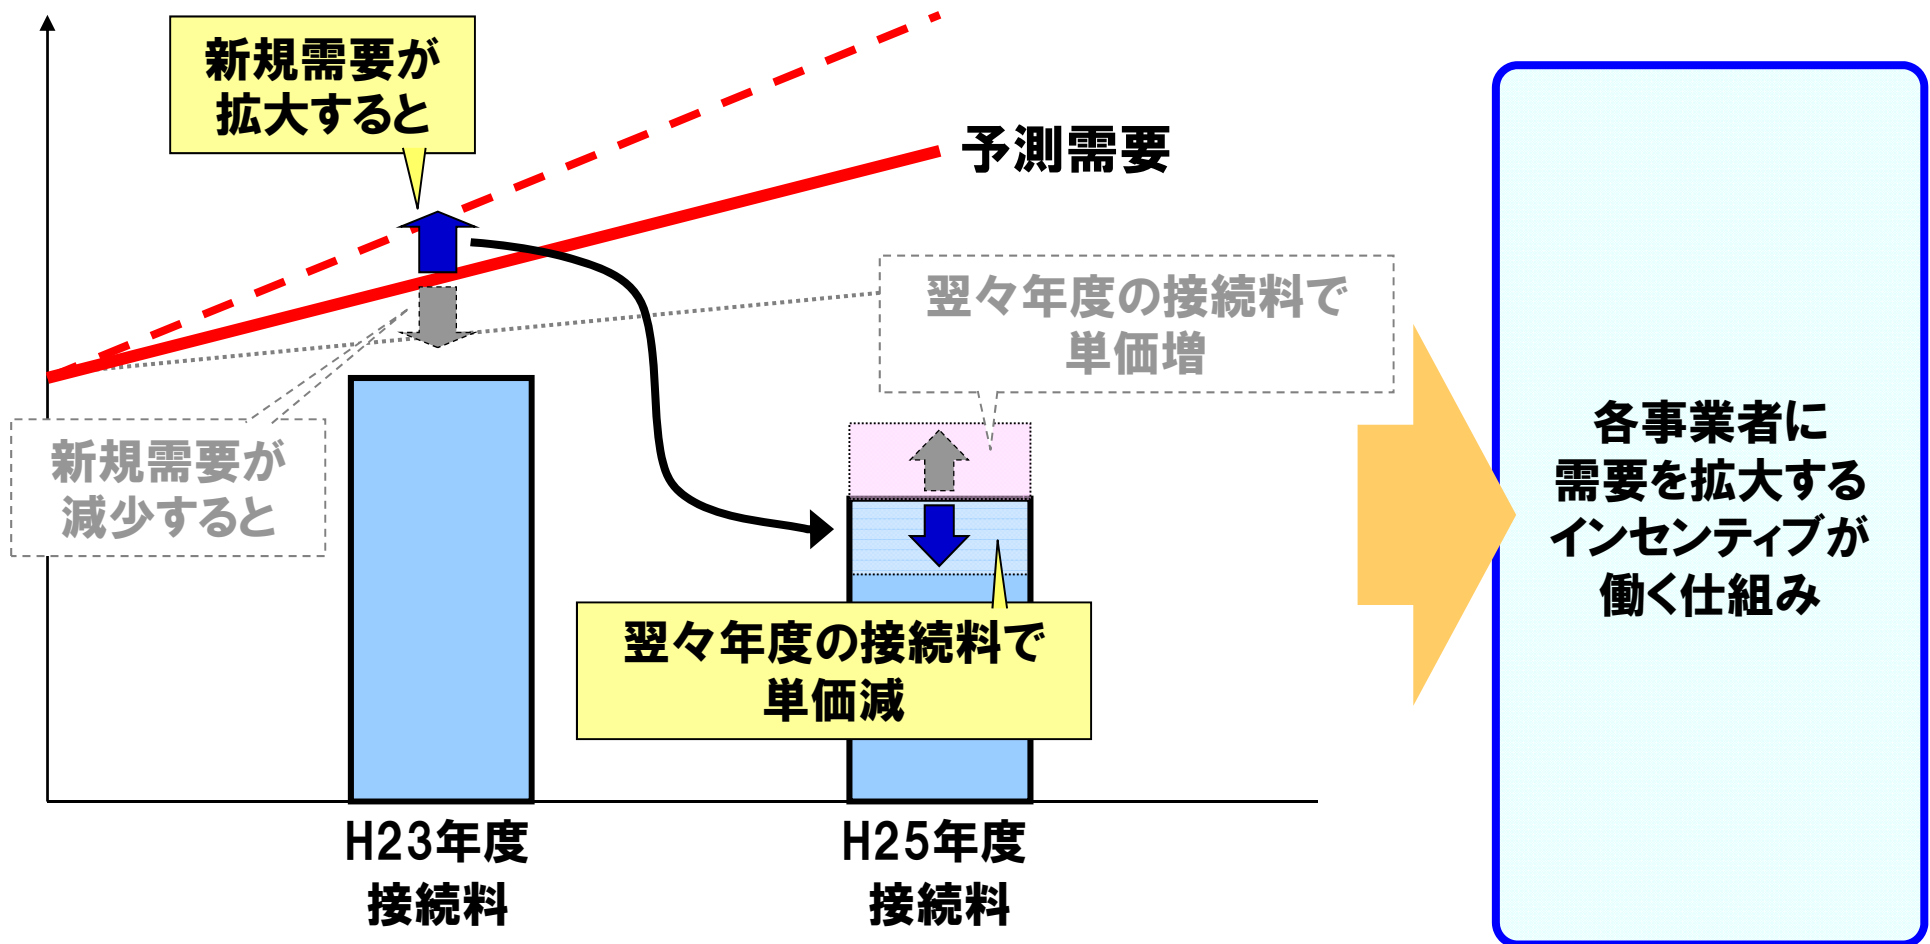 新規需要が
拡大すると
予測需要
翌々年度の接続料で
単価増
新規需要が
減少すると
翌々年度の接続料で
単価減
H23年度
接続料
H25年度
接続料
各事業者に
需要を拡大する
インセンティブが
働く仕組み